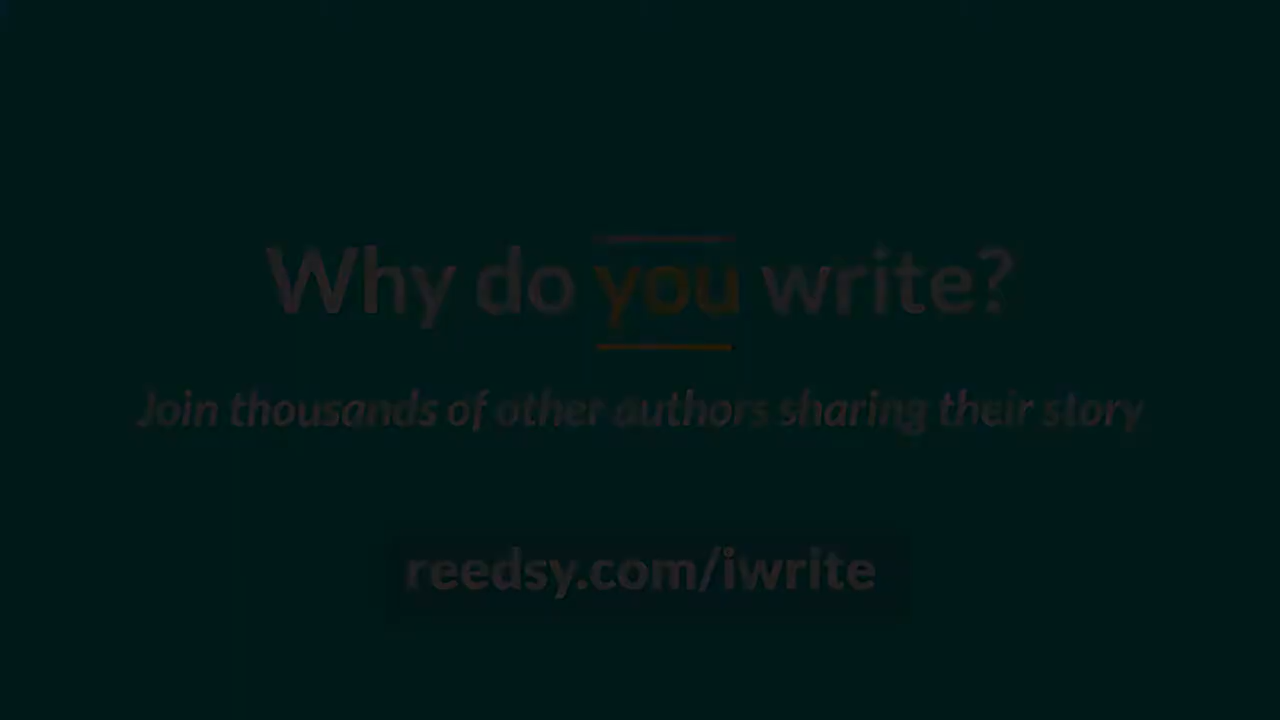 Why do you write?
Join thousands of other authors sharing their story
reedsy.com/iwrite